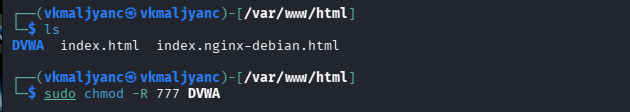 ┌──(vkmaljyanc㉿vkmaljyanc)-[/var/www/html]
└─$ ls
DVWA  index.html  index.nginx-debian.html
┌──(vkmaljyanc㉿vkmaljyanc)-[/var/www/html]
└─$ sudo chmod -R 777 DVWA